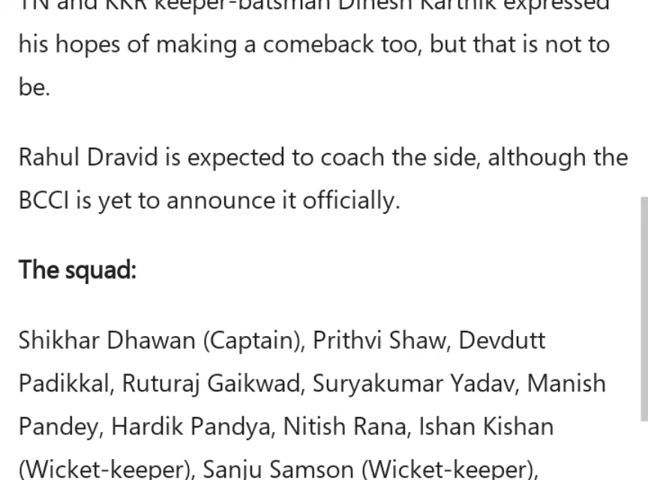 TN and KKR keeper-batsman Dinesh Karthik expressed
his hopes of making a comeback too, but that is not to
be.
Rahul Dravid is expected to coach the side, although the
BCCI is yet to announce it officially.
The squad:
Shikhar Dhawan (Captain), Prithvi Shaw, Devdutt
Padikkal, Ruturaj Gaikwad, Suryakumar Yadav, Manish
Pandey, Hardik Pandya, Nitish Rana, Ishan Kishan
(Wicket-keeper), Sanju Samson (Wicket-keeper),